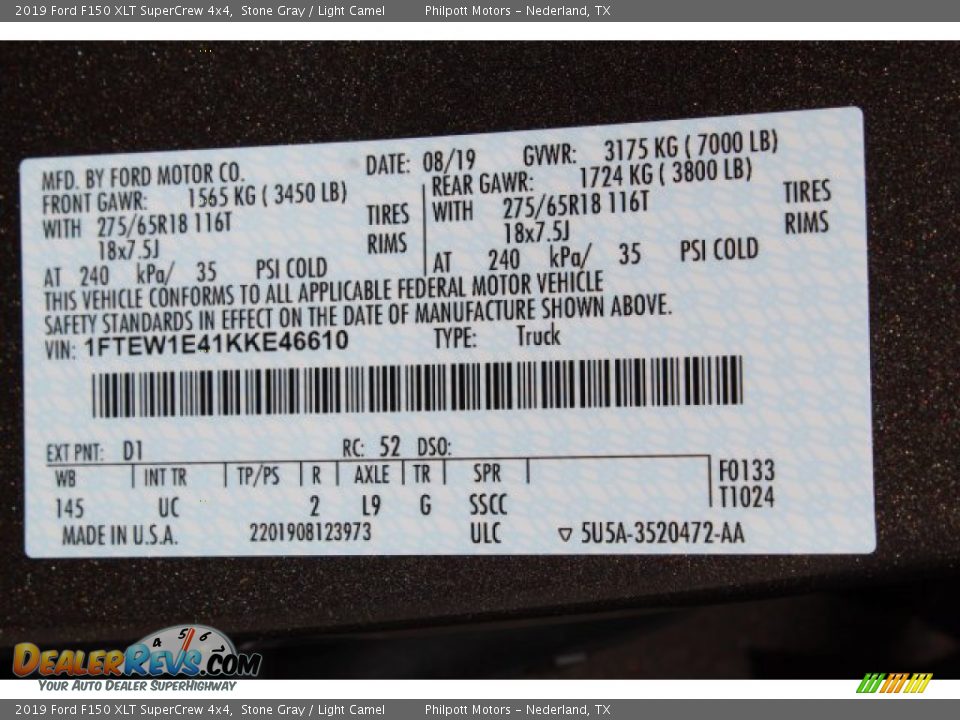 2019 Ford F150 XLT SuperCrew 4x4, Stone Gray / Light Camel Philpott Motors – Nederland, TX
MFD. BY FORD MOTOR CO. DATE: 08/19 GVWR: 3175 KG ( 7000 LB)
FRONT GAWR: 1565 KG ( 3450 LB) REAR GAWR: 1724 KG ( 3800 LB)
WITH 275/65R18 116T TIRES WITH 275/65R18 116T TIRES
18x7.5J RIMS 18x7.5J RIMS
AT 240 kPa/ 35 PSI COLD AT 240 kPa/ 35 PSI COLD
THIS VEHICLE CONFORMS TO ALL APPLICABLE FEDERAL MOTOR VEHICLE
SAFETY STANDARDS IN EFFECT ON THE DATE OF MANUFACTURE SHOWN ABOVE.
VIN: 1FTEW1E41KKE46610 TYPE: Truck
EXT PNT: D1 RC: 52 DSO:
WB INT TR TP/PS R AXLE TR SPR F0133
145 UC 2 L9 G SSCC T1024
MADE IN U.S.A. 2201908123973 ULC ▽ 5U5A-3520472-AA
4 5 6
DEALERREVS.COM
YOUR AUTO DEALER SUPERHIGHWAY
2019 Ford F150 XLT SuperCrew 4x4, Stone Gray / Light Camel Philpott Motors – Nederland, TX